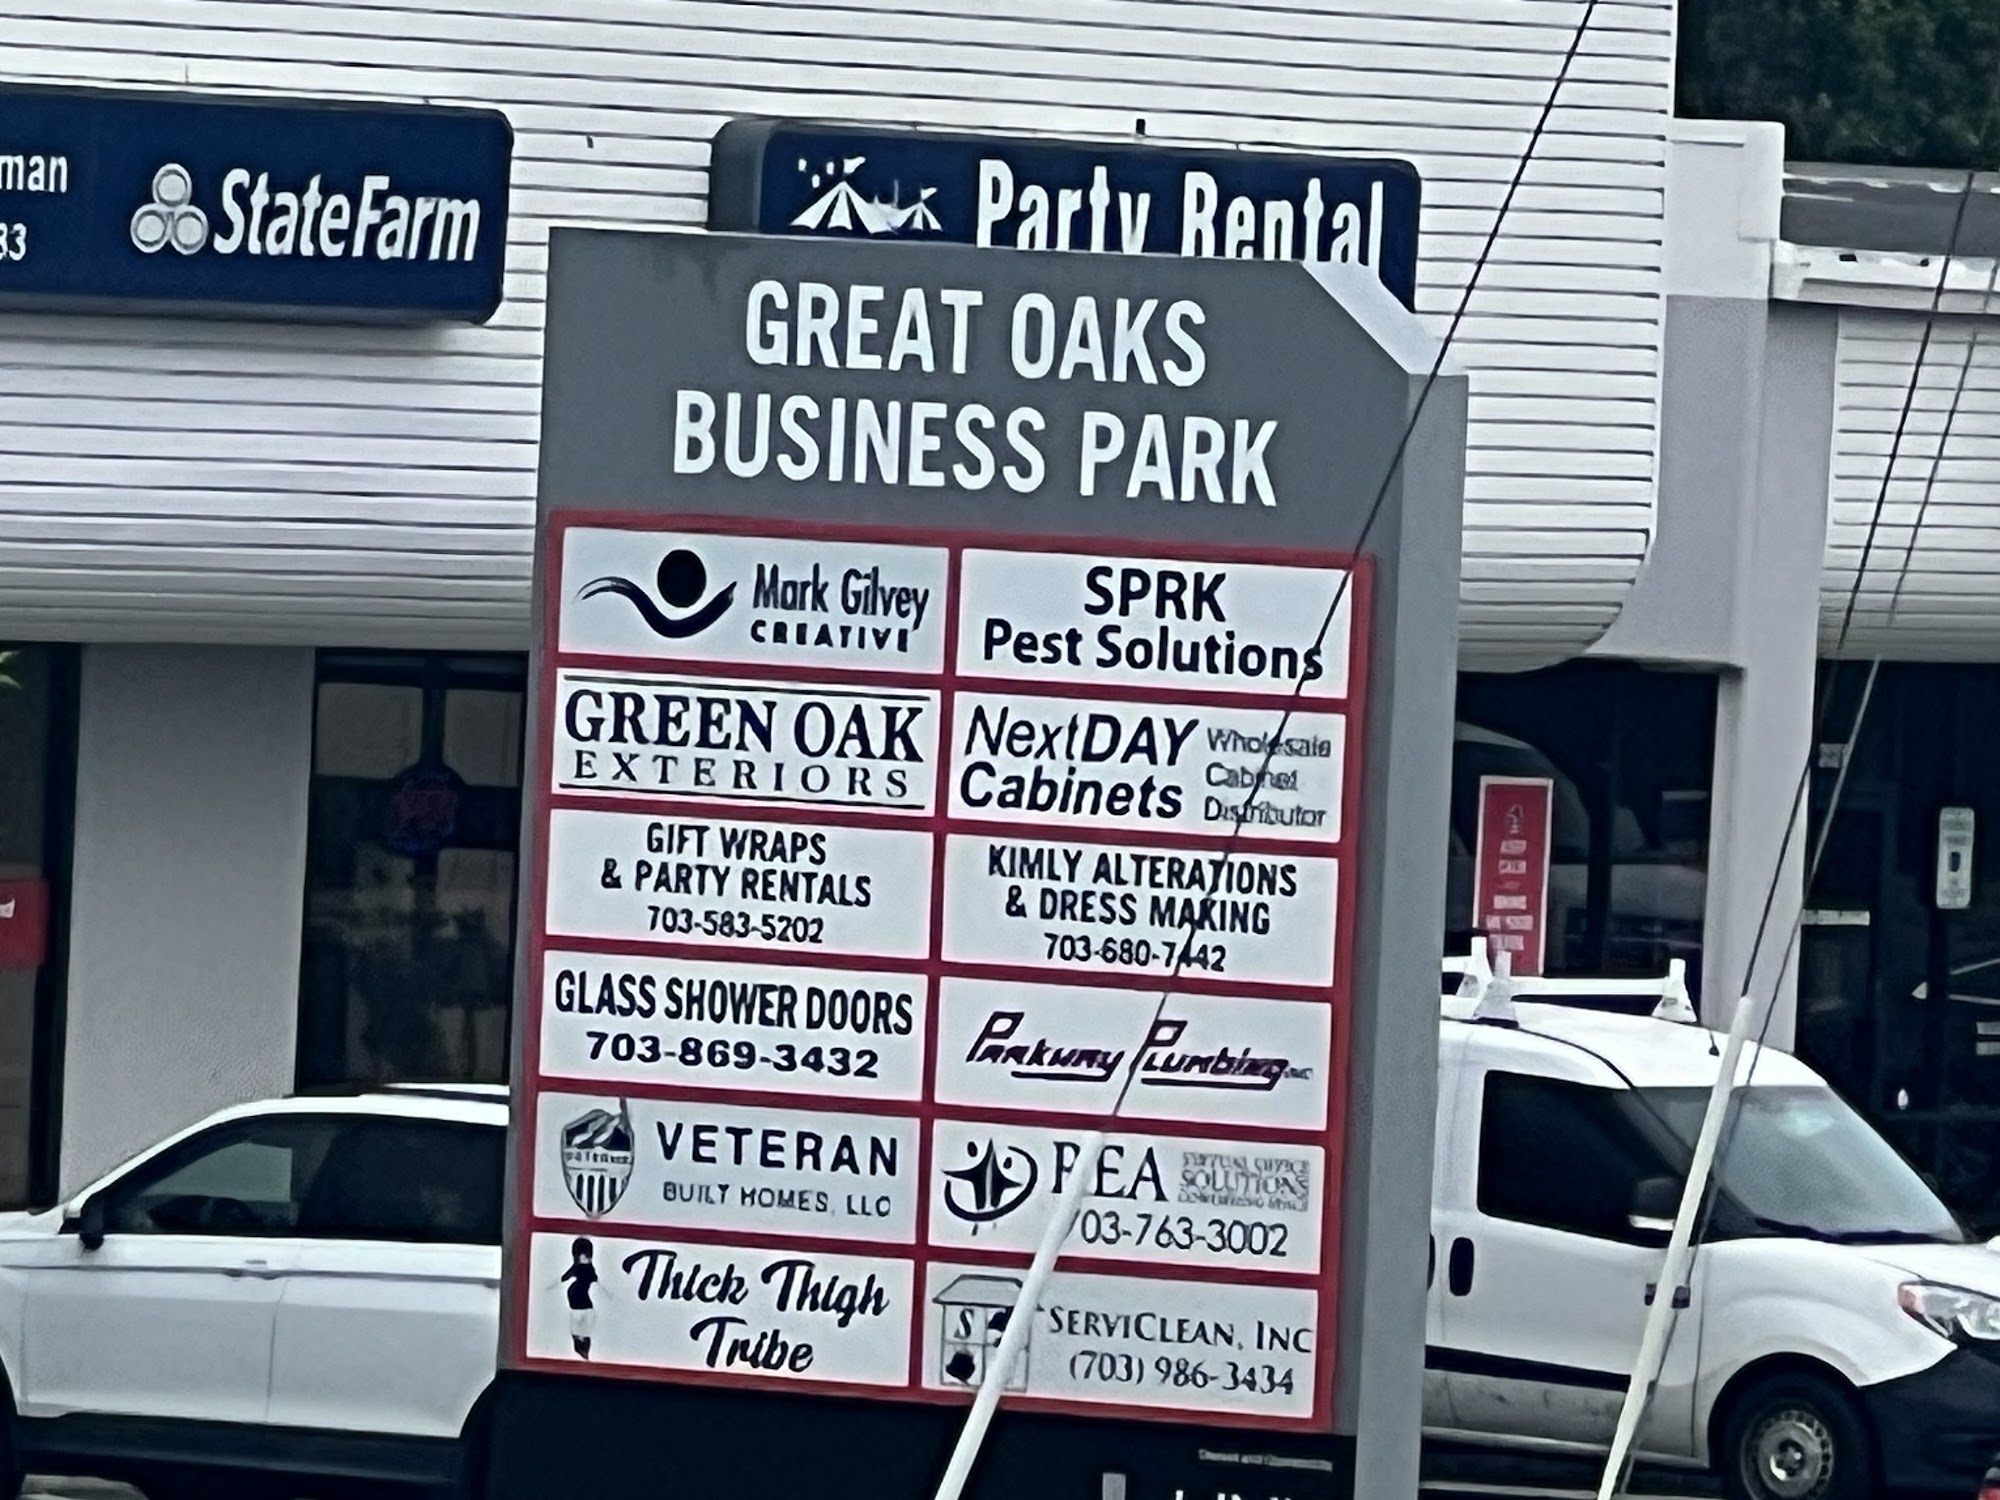 man
33
StateFarm
Party Rental
GREAT OAKS
BUSINESS PARK
Mark Gilvey
CREATIVE
SPRK
Pest Solutions
GREEN OAK
EXTERIORS
NextDAY
Cabinets
Wholesale
Cabinet
Distributor
GIFT WRAPS
& PARTY RENTALS
703-583-5202
KIMLY ALTERATIONS
& DRESS MAKING
703-680-7442
GLASS SHOWER DOORS
703-869-3432
PARKWAY PLUMBING INC
VETERAN
BUILT HOMES, LLC
SOLUTIONS
03-763-3002
Thick Thigh
Tribe
S
SERVICLEAN, INC
(703) 986-3434